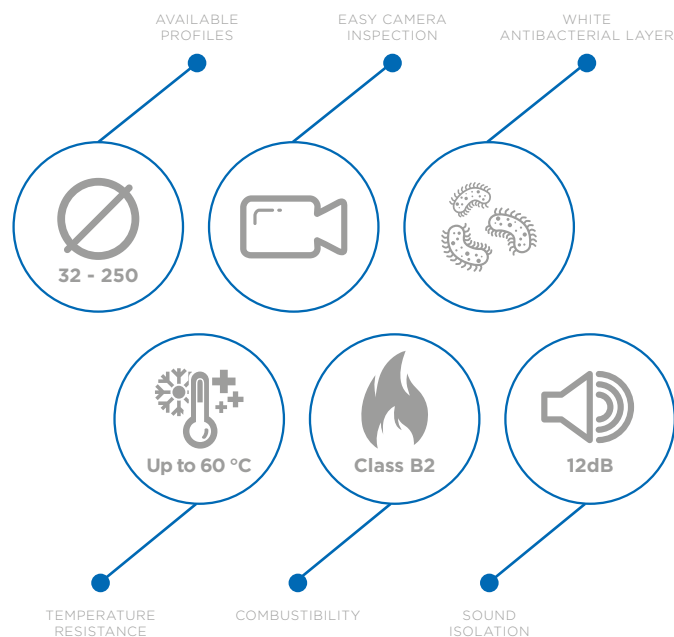 AVAILABLE
PROFILES
EASY CAMERA
INSPECTION
WHITE
ANTIBACTERIAL LAYER
32 - 250
Up to 60 °C
Class B2
12dB
TEMPERATURE
RESISTANCE
COMBUSTIBILITY
SOUND
ISOLATION